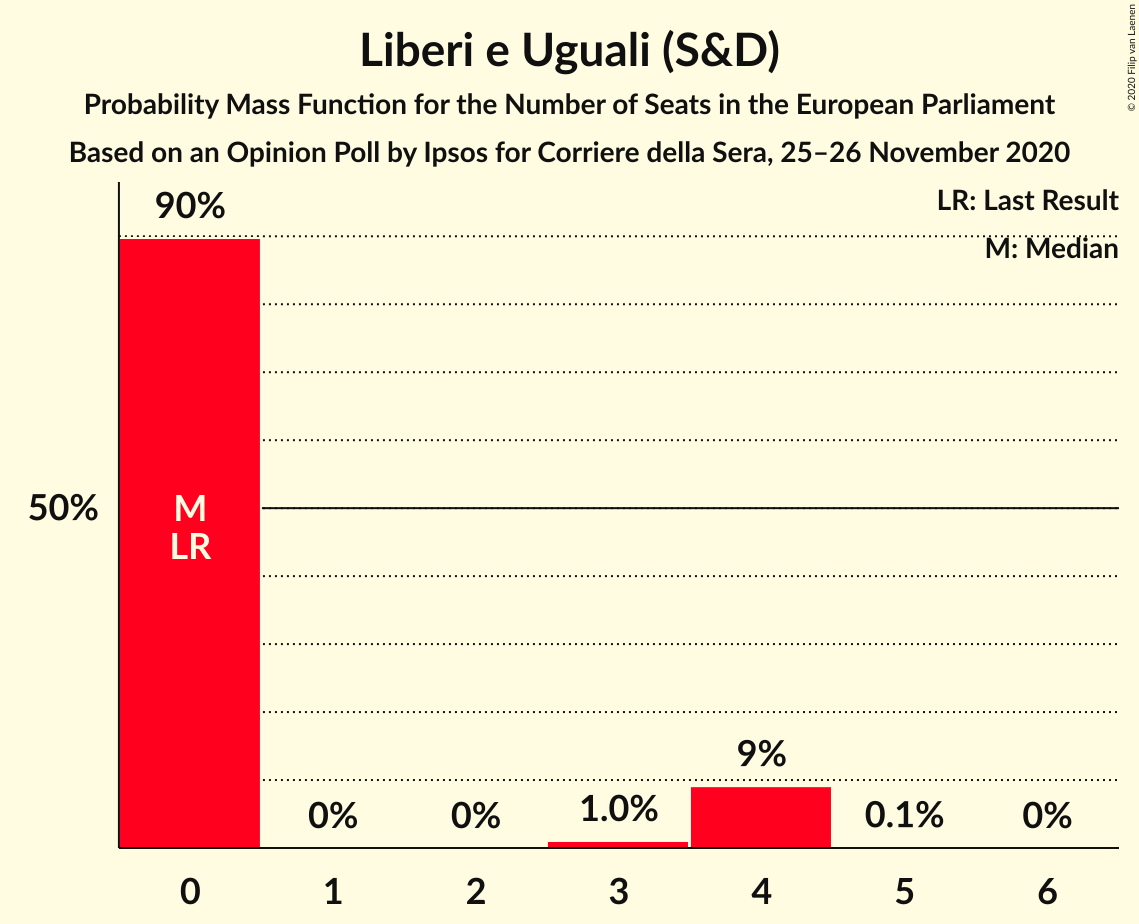 Liberi e Uguali (S&D)
Probability Mass Function for the Number of Seats in the European Parliament
Based on an Opinion Poll by Ipsos for Corriere della Sera, 25–26 November 2020
© 2020 Filip van Laenen
LR: Last Result
M: Median
90%
50%
M
LR
0%
0%
1.0%
9%
0.1%
0%
0
1
2
3
4
5
6